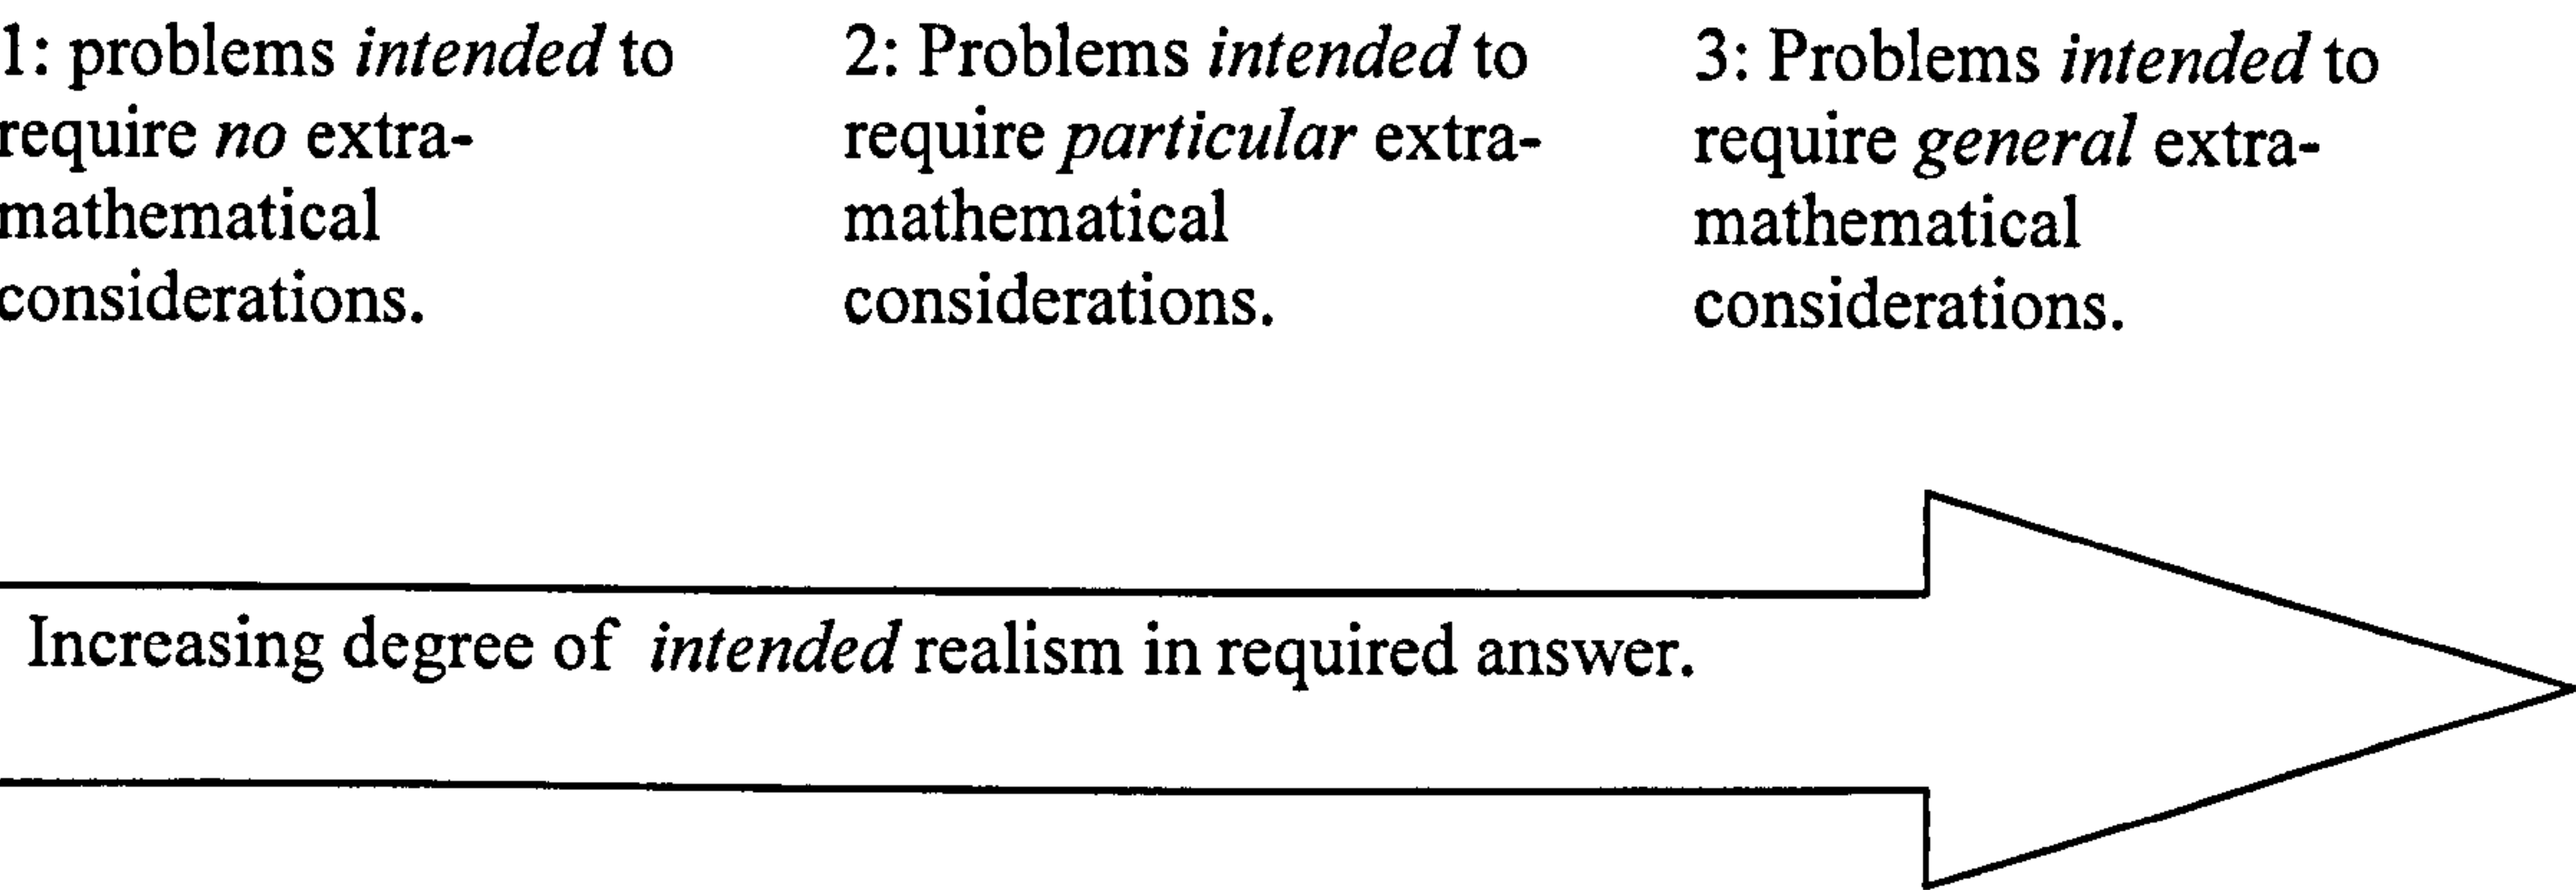 1: problems intended to
require no extra-
mathematical
considerations.
2: Problems intended to
require particular extra-
mathematical
considerations.
3: Problems intended to
require general extra-
mathematical
considerations.
Increasing degree of intended realism in required answer.